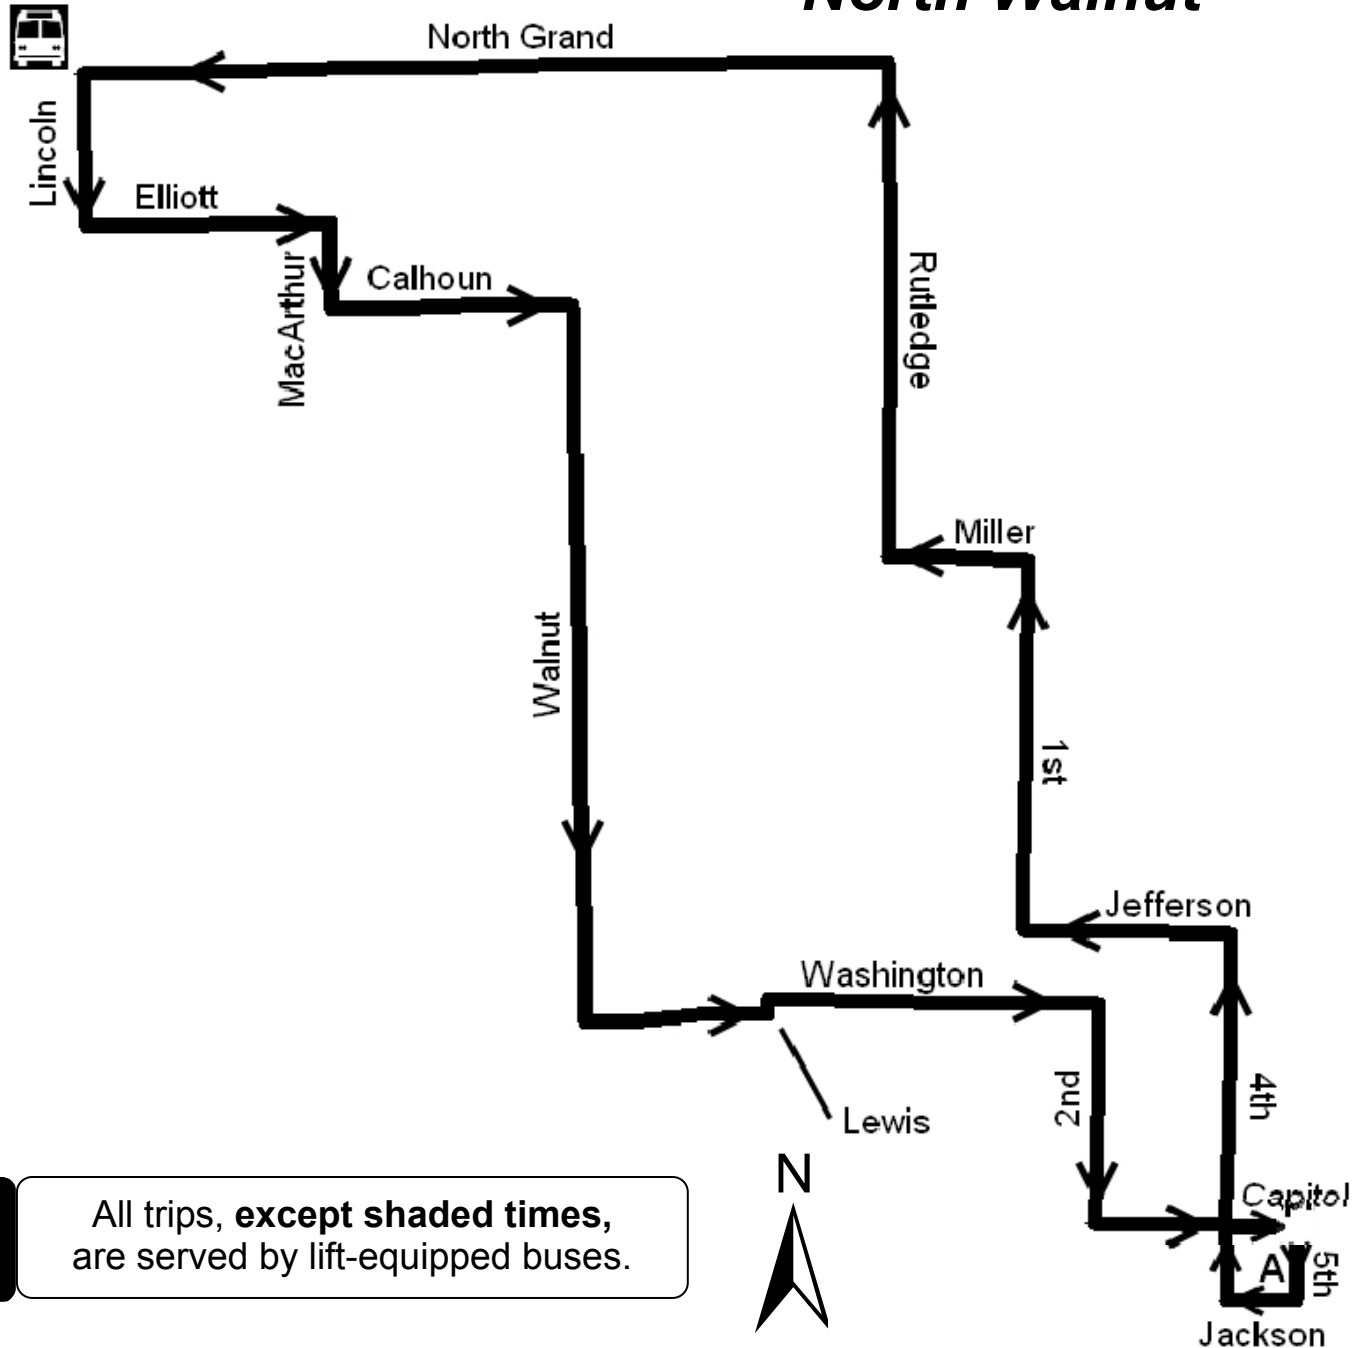 North Walnut
North Grand
Lincoln
Elliott
MacArthur
Calhoun
Rutledge
Miller
Walnut
1st
Jefferson
Washington
2nd
4th
Lewis
N
Capitol
A
5th
Jackson
All trips, except shaded times,
are served by lift-equipped buses.